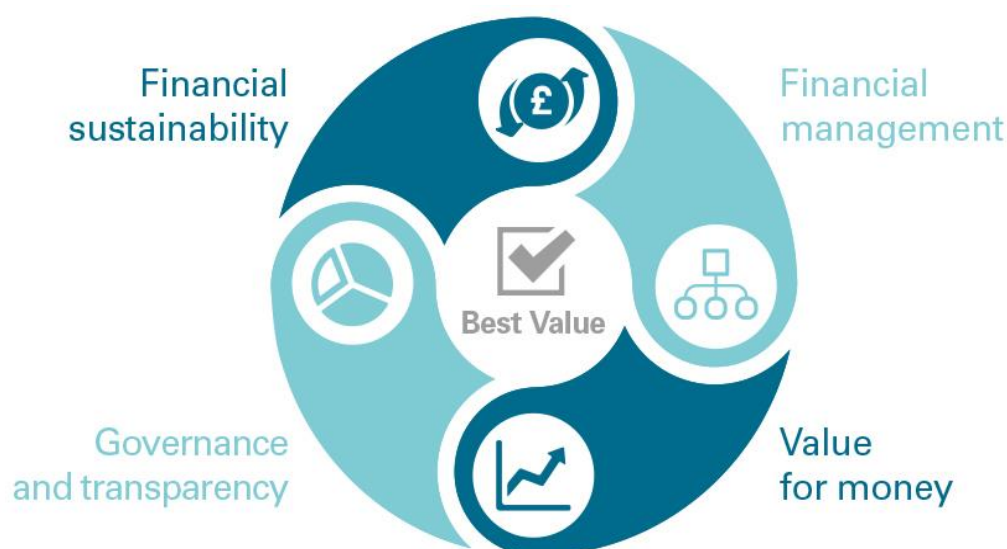 Financial
sustainability
£
Financial
management
Best Value
Governance
and transparency
Value
for money